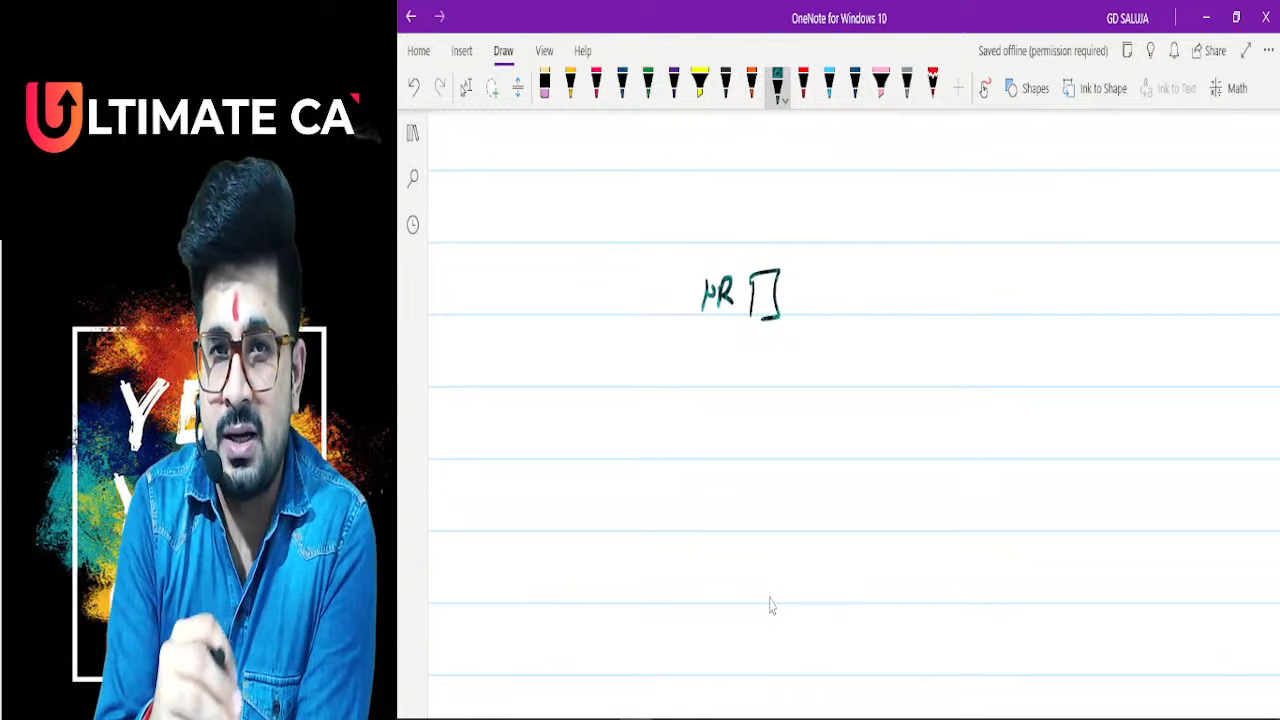 OneNote for Windows 10
GD SALUJA
Home Insert Draw View Help
Saved offline (permission required)
Share
Shapes
Ink to Shape
Ink to Text
Math
ULTIMATE CA
YE